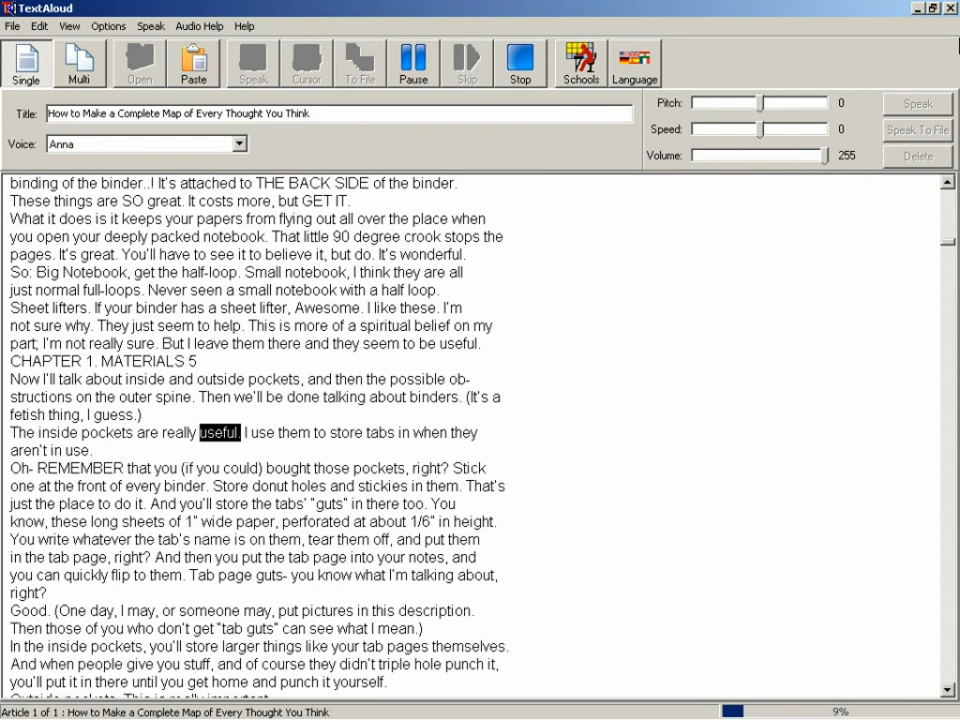 TextAloud
File Edit View Options Speak Audio Help Help
Single Multi Open Paste Speak Cursor To File Pause Skip Stop Schools Language
Title: How to Make a Complete Map of Every Thought You Think
Voice: Anna
Pitch: 0 Speak
Speed: 0 Speak To File
Volume: 255 Delete
binding of the binder..! It's attached to THE BACK SIDE of the binder.
These things are SO great. It costs more, but GET IT.
What it does is it keeps your papers from flying out all over the place when
you open your deeply packed notebook. That little 90 degree crook stops the
pages. It's great. You'll have to see it to believe it, but do. It's wonderful.
So: Big Notebook, get the half-loop. Small notebook, I think they are all
just normal full-loops. Never seen a small notebook with a half loop.
Sheet lifters. If your binder has a sheet lifter, Awesome. I like these. I'm
not sure why. They just seem to help. This is more of a spiritual belief on my
part; I'm not really sure. But I leave them there and they seem to be useful.
CHAPTER 1. MATERIALS 5
Now I'll talk about inside and outside pockets, and then the possible ob-
structions on the outer spine. Then we'll be done talking about binders. (It's a
fetish thing, I guess.)
The inside pockets are really useful. I use them to store tabs in when they
aren't in use.
Oh- REMEMBER that you (if you could) bought those pockets, right? Stick
one at the front of every binder. Store donut holes and stickies in them. That's
just the place to do it. And you'll store the tabs' "guts" in there too. You
know, these long sheets of 1" wide paper, perforated at about 1/6" in height.
You write whatever the tab's name is on them, tear them off, and put them
in the tab page, right? And then you put the tab page into your notes, and
you can quickly flip to them. Tab page guts- you know what I'm talking about,
right?
Good. (One day, I may, or someone may, put pictures in this description.
Then those of you who don't get "tab guts" can see what I mean.)
In the inside pockets, you'll store larger things like your tab pages themselves.
And when people give you stuff, and of course they didn't triple hole punch it,
you'll put it in there until you get home and punch it yourself.
Outside pockets. This is really important.
Article 1 of 1 : How to Make a Complete Map of Every Thought You Think 9%